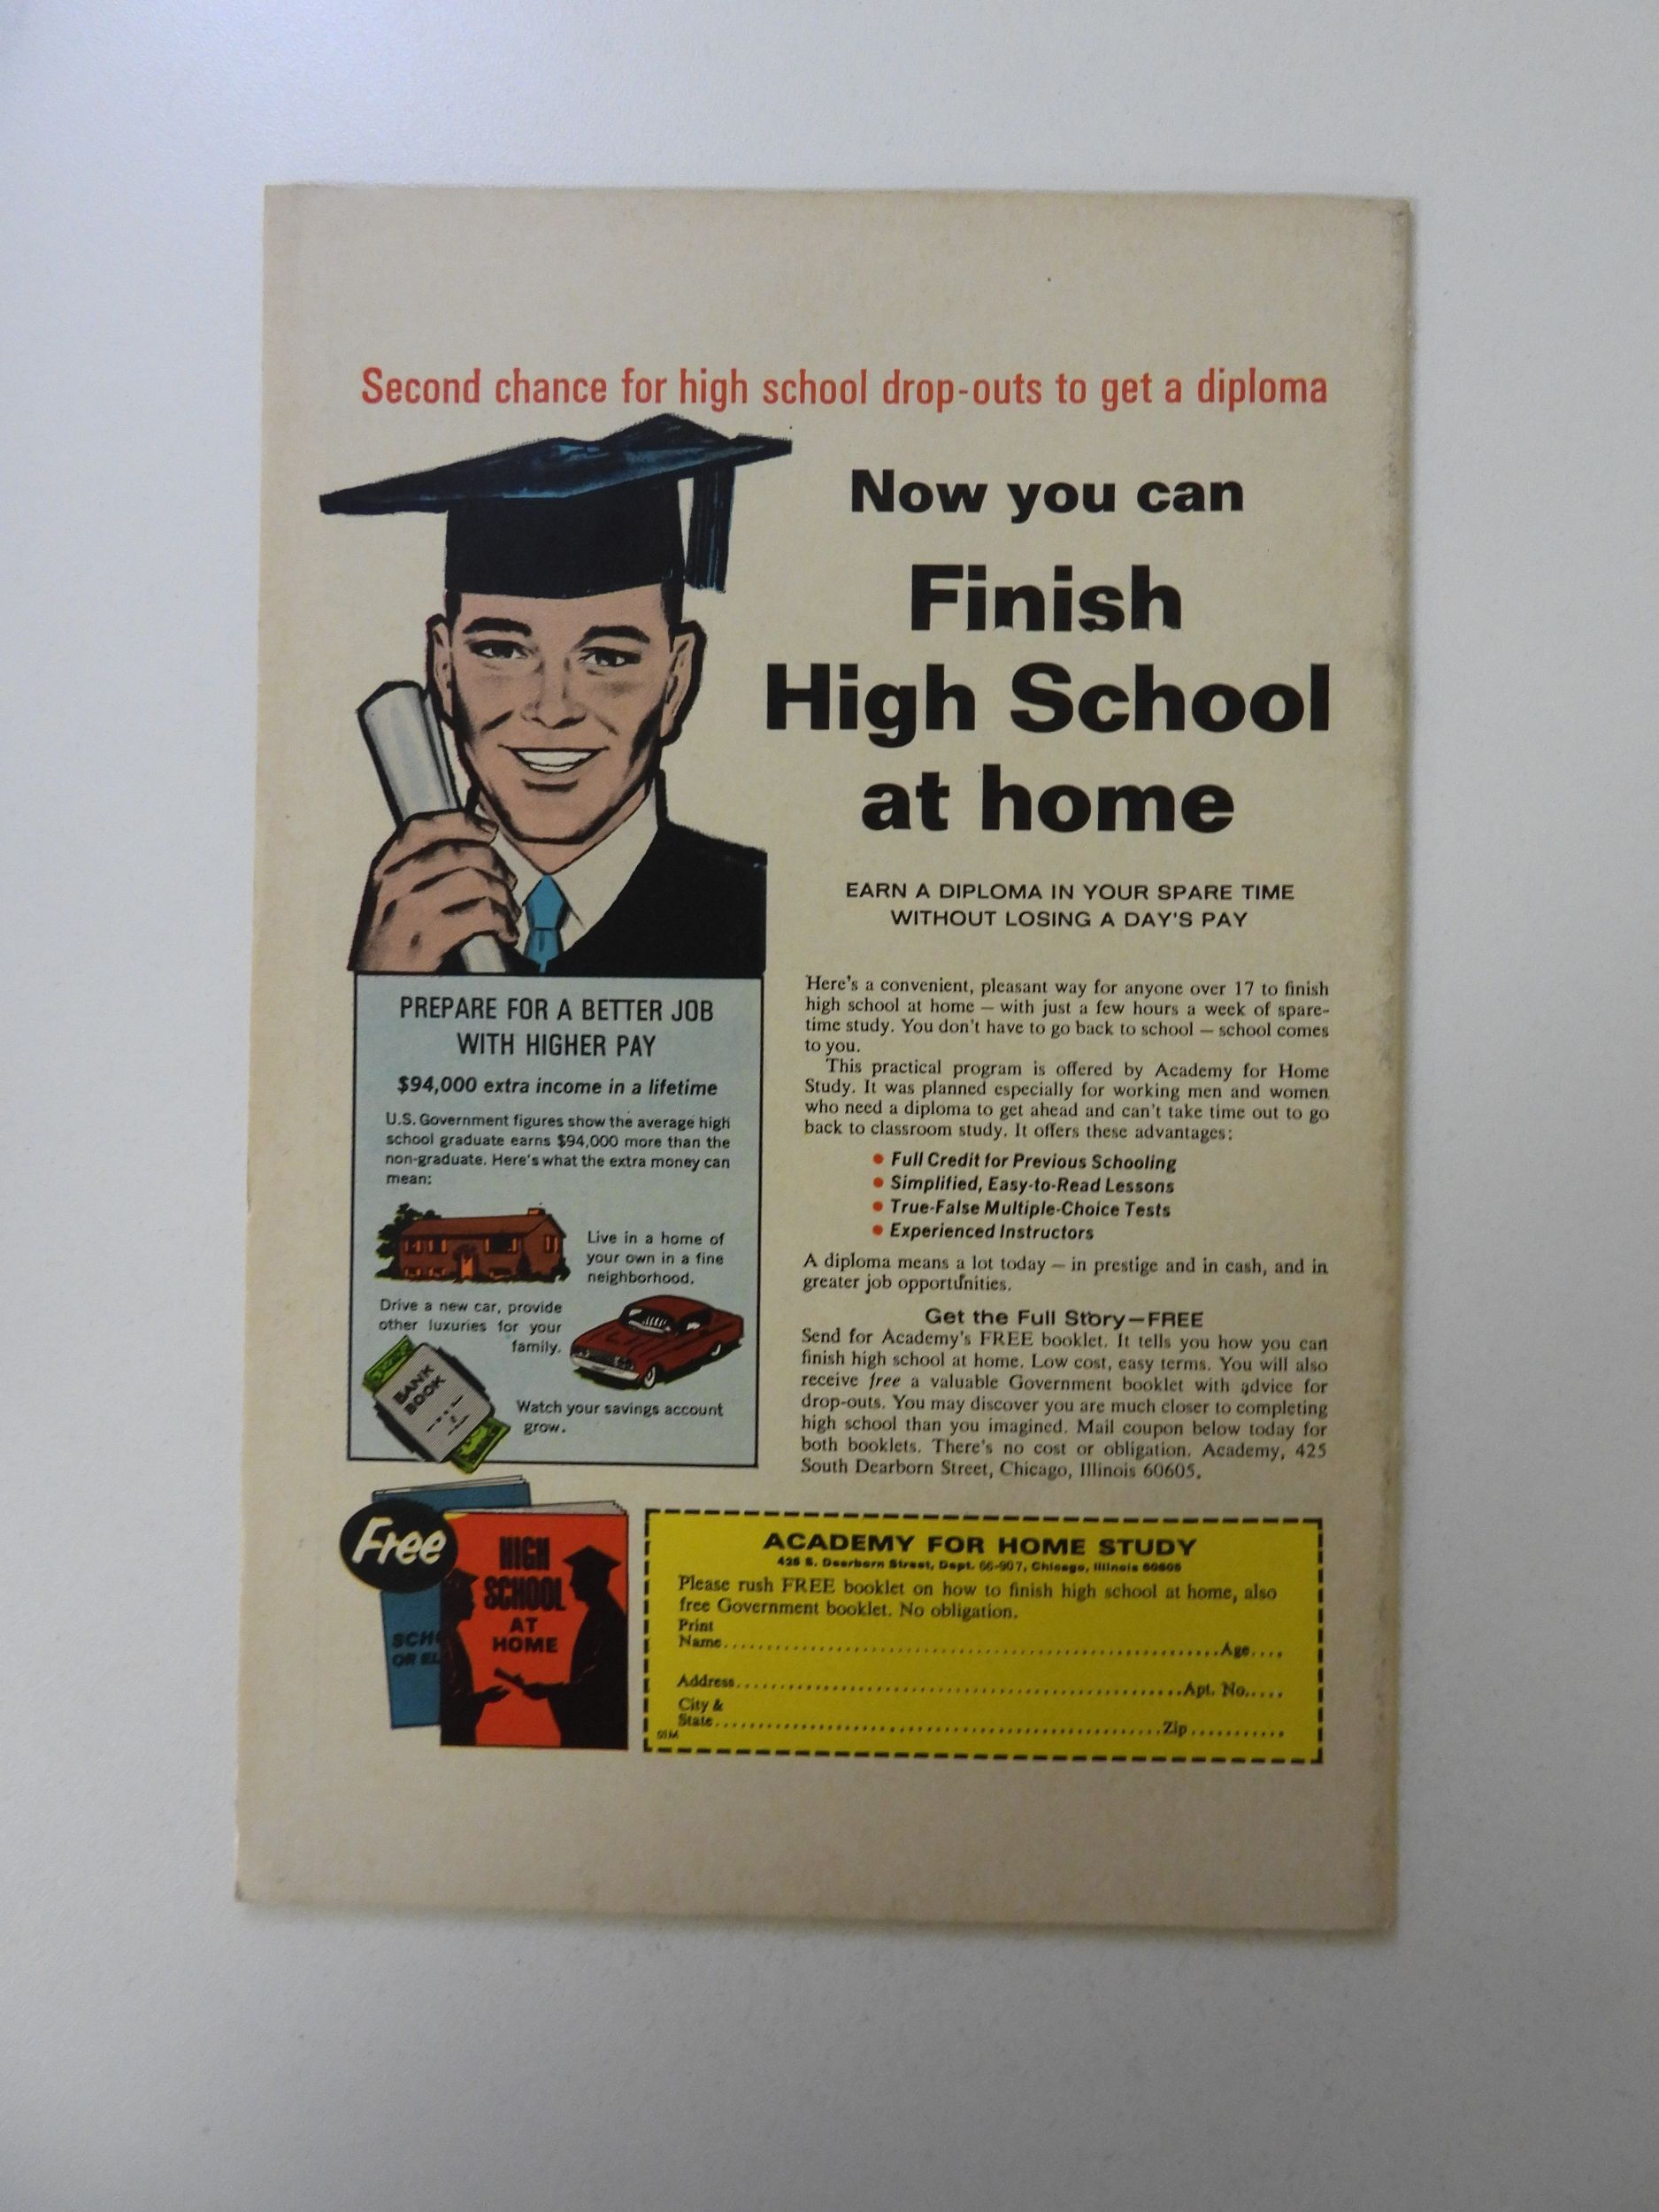 Second chance for high school drop-outs to get a diploma
Now you can
Finish
High School
at home
EARN A DIPLOMA IN YOUR SPARE TIME
WITHOUT LOSING A DAY'S PAY
PREPARE FOR A BETTER JOB
WITH HIGHER PAY
$94,000 extra income in a lifetime
U.S. Government figures show the average high
school graduate earns $94,000 more than the
non-graduate. Here's what the extra money can
mean:
Live in a home of
your own in a fine
neighborhood.
Drive a new car, provide
other luxuries for your
family.
BANK
BOOK
Watch your savings account
grow.
Here's a convenient, pleasant way for anyone over 17 to finish
high school at home — with just a few hours a week of spare-
time study. You don't have to go back to school — school comes
to you.
This practical program is offered by Academy for Home
Study. It was planned especially for working men and women
who need a diploma to get ahead and can't take time out to go
back to classroom study. It offers these advantages:
• Full Credit for Previous Schooling
• Simplified, Easy-to-Read Lessons
• True-False Multiple-Choice Tests
• Experienced Instructors
A diploma means a lot today — in prestige and in cash, and in
greater job opportunities.
Get the Full Story—FREE
Send for Academy's FREE booklet. It tells you how you can
finish high school at home. Low cost, easy terms. You will also
receive free a valuable Government booklet with advice for
drop-outs. You may discover you are much closer to completing
high school than you imagined. Mail coupon below today for
both booklets. There's no cost or obligation. Academy, 425
South Dearborn Street, Chicago, Illinois 60605.
Free
HIGH
SCHOOL
AT
HOME
SCH
OR EL
ACADEMY FOR HOME STUDY
425 S. Dearborn Street, Dept. 66-907, Chicago, Illinois 60605
Please rush FREE booklet on how to finish high school at home, also
free Government booklet. No obligation.
Print
Name.......................................................Age....
Address..................................................Apt. No.....
City &
State..................................................Zip...........